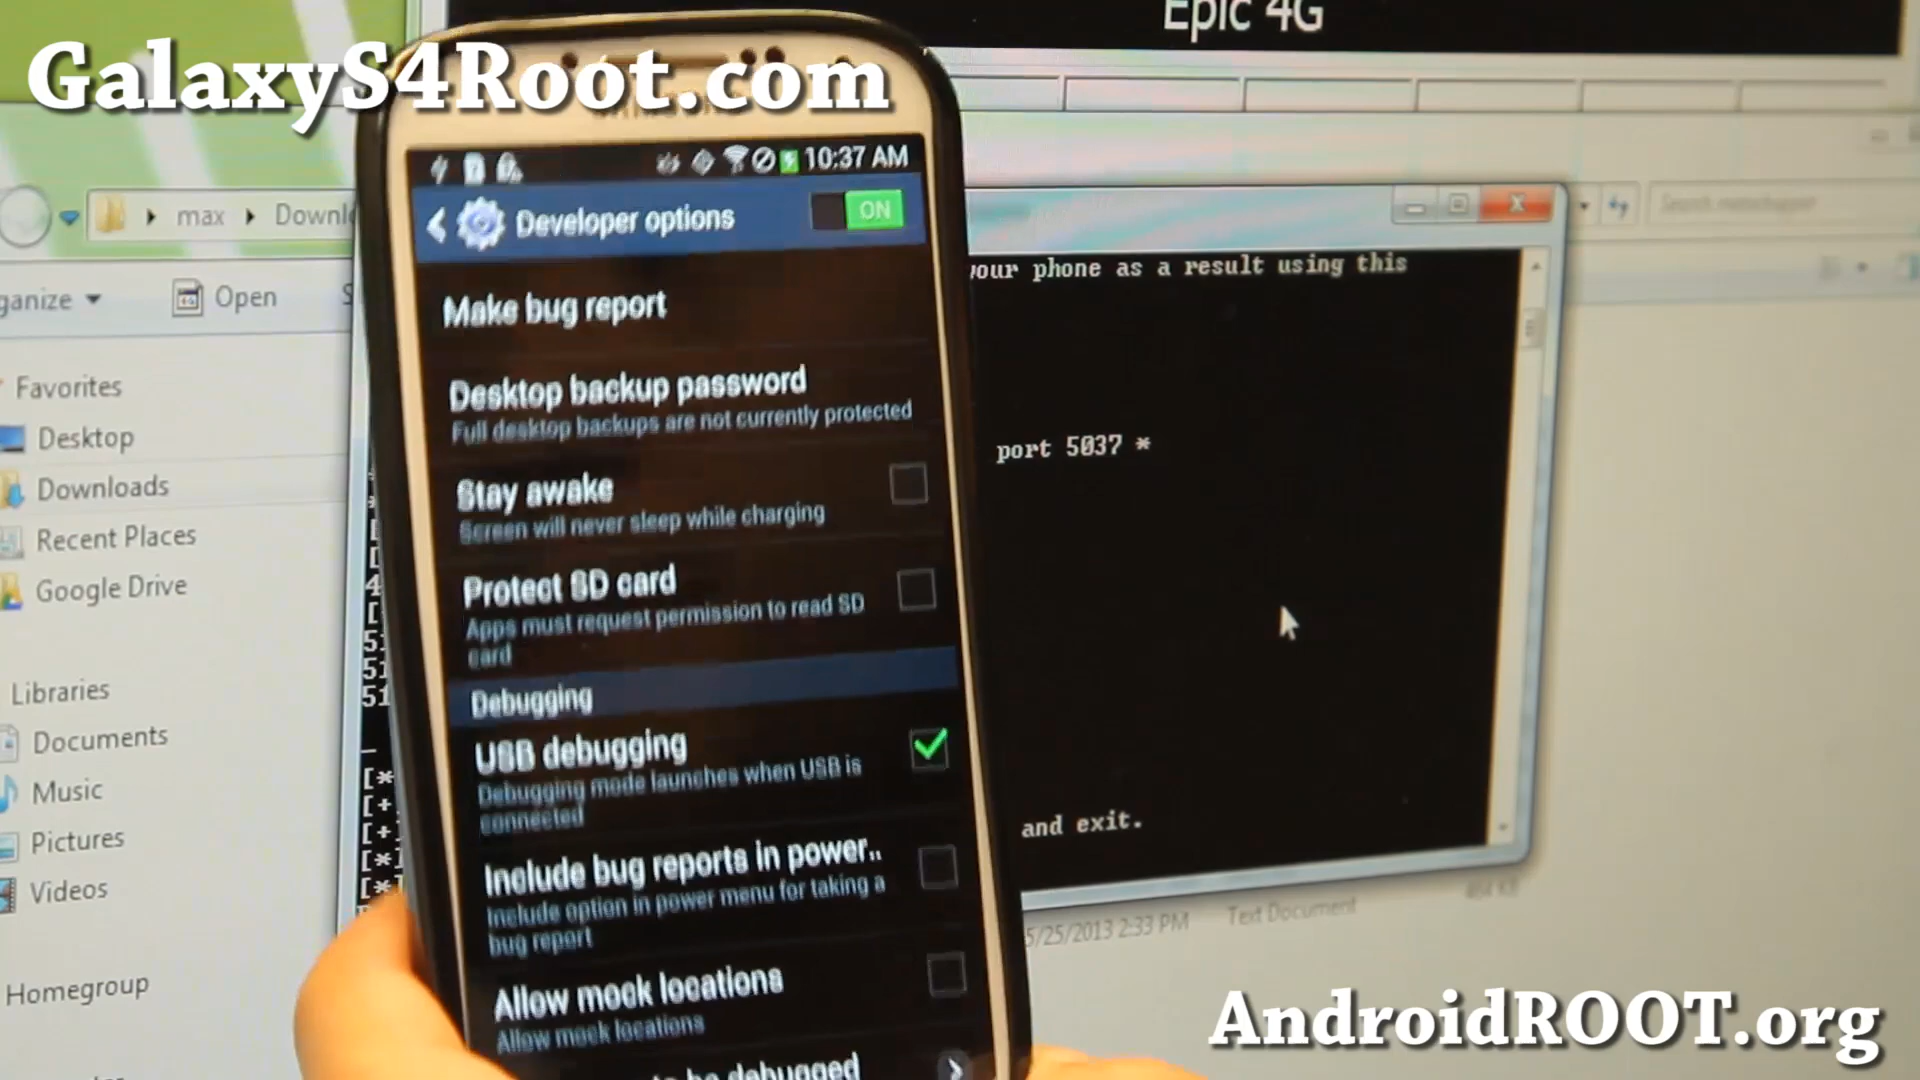 Epic 4G
GalaxyS4Root.com
10:37 AM
max
Developer options
ON
your phone as a result using this
Open
Make bug report
Favorites
Desktop backup password
Full desktop backups are not currently protected
Desktop
port 5037 *
Downloads
Stay awake
Screen will never sleep while charging
Recent Places
Google Drive
Protect SD card
Apps must request permission to read SD
card
Libraries
Debugging
Documents
USB debugging
Debugging mode launches when USB is
connected
Music
and exit.
Pictures
Include bug reports in power..
Include option in power menu for taking a
bug report
Videos
5/25/2013 2:33 PM
Text Document
Homegroup
Allow mock locations
Allow mock locations
AndroidROOT.org
be debugged